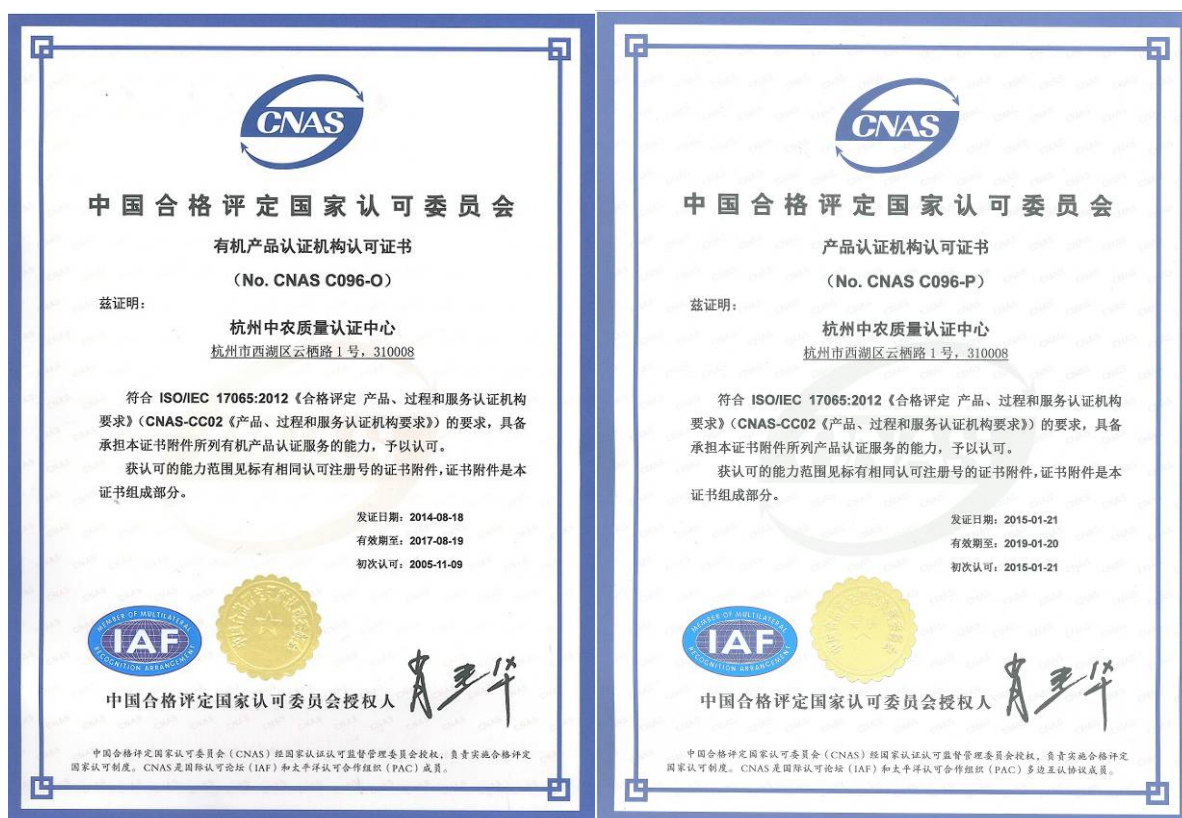 CNAS
中国合格评定国家认可委员会
有机产品认证机构认可证书
（No. CNAS C096-O）
兹证明：
杭州中农质量认证中心
杭州市西湖区云栖路 1 号，310008
符合 ISO/IEC 17065:2012《合格评定 产品、过程和服务认证机构
要求》（CNAS-CC02《产品、过程和服务认证机构要求》）的要求，具备
承担本证书附件所列有机产品认证服务的能力，予以认可。
获认可的能力范围见标有相同认可注册号的证书附件，证书附件是本
证书组成部分。
发证日期：2014-08-18
有效期至：2017-08-19
初次认可：2005-11-09
MEMBER OF MULTILATERAL
IAF
RECOGNITION ARRANGEMENT
中国合格评定国家认可委员会授权人
中国合格评定国家认可委员会（CNAS）经国家认证认可监督管理委员会授权，负责实施合格评定
国家认可制度。CNAS 是国际认可论坛（IAF）和太平洋认可合作组织（PAC）成员。
CNAS
中国合格评定国家认可委员会
产品认证机构认可证书
（No. CNAS C096-P）
兹证明：
杭州中农质量认证中心
杭州市西湖区云栖路 1 号，310008
符合 ISO/IEC 17065:2012《合格评定 产品、过程和服务认证机构
要求》（CNAS-CC02《产品、过程和服务认证机构要求》）的要求，具备
承担本证书附件所列产品认证服务的能力，予以认可。
获认可的能力范围见标有相同认可注册号的证书附件，证书附件是本
证书组成部分。
发证日期：2015-01-21
有效期至：2019-01-20
初次认可：2015-01-21
MEMBER OF MULTILATERAL
IAF
RECOGNITION ARRANGEMENT
中国合格评定国家认可委员会授权人
中国合格评定国家认可委员会（CNAS）经国家认证认可监督管理委员会授权，负责实施合格评定
国家认可制度。CNAS 是国际认可论坛（IAF）和太平洋认可合作组织（PAC）多边互认协议成员。